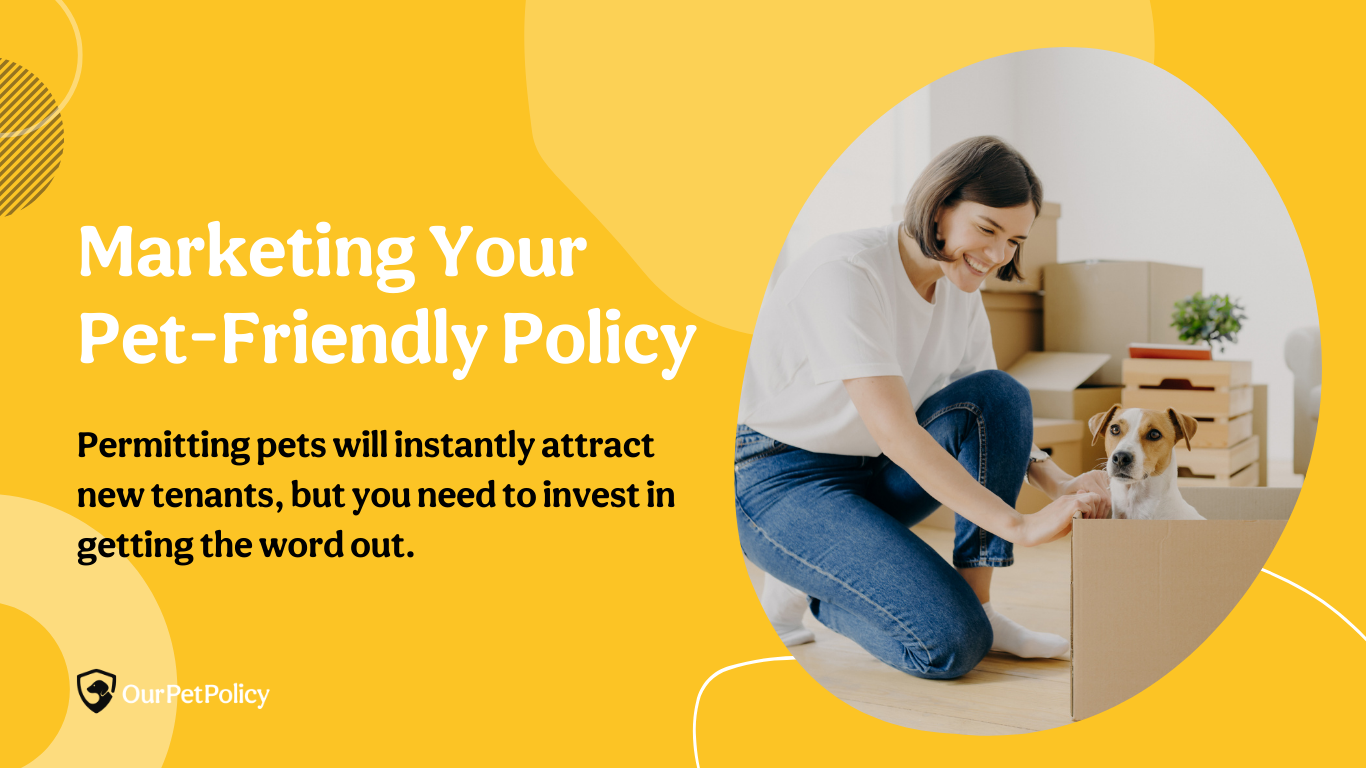 Marketing Your
Pet-Friendly Policy
Permitting pets will instantly attract
new tenants, but you need to invest in
getting the word out.
OurPetPolicy